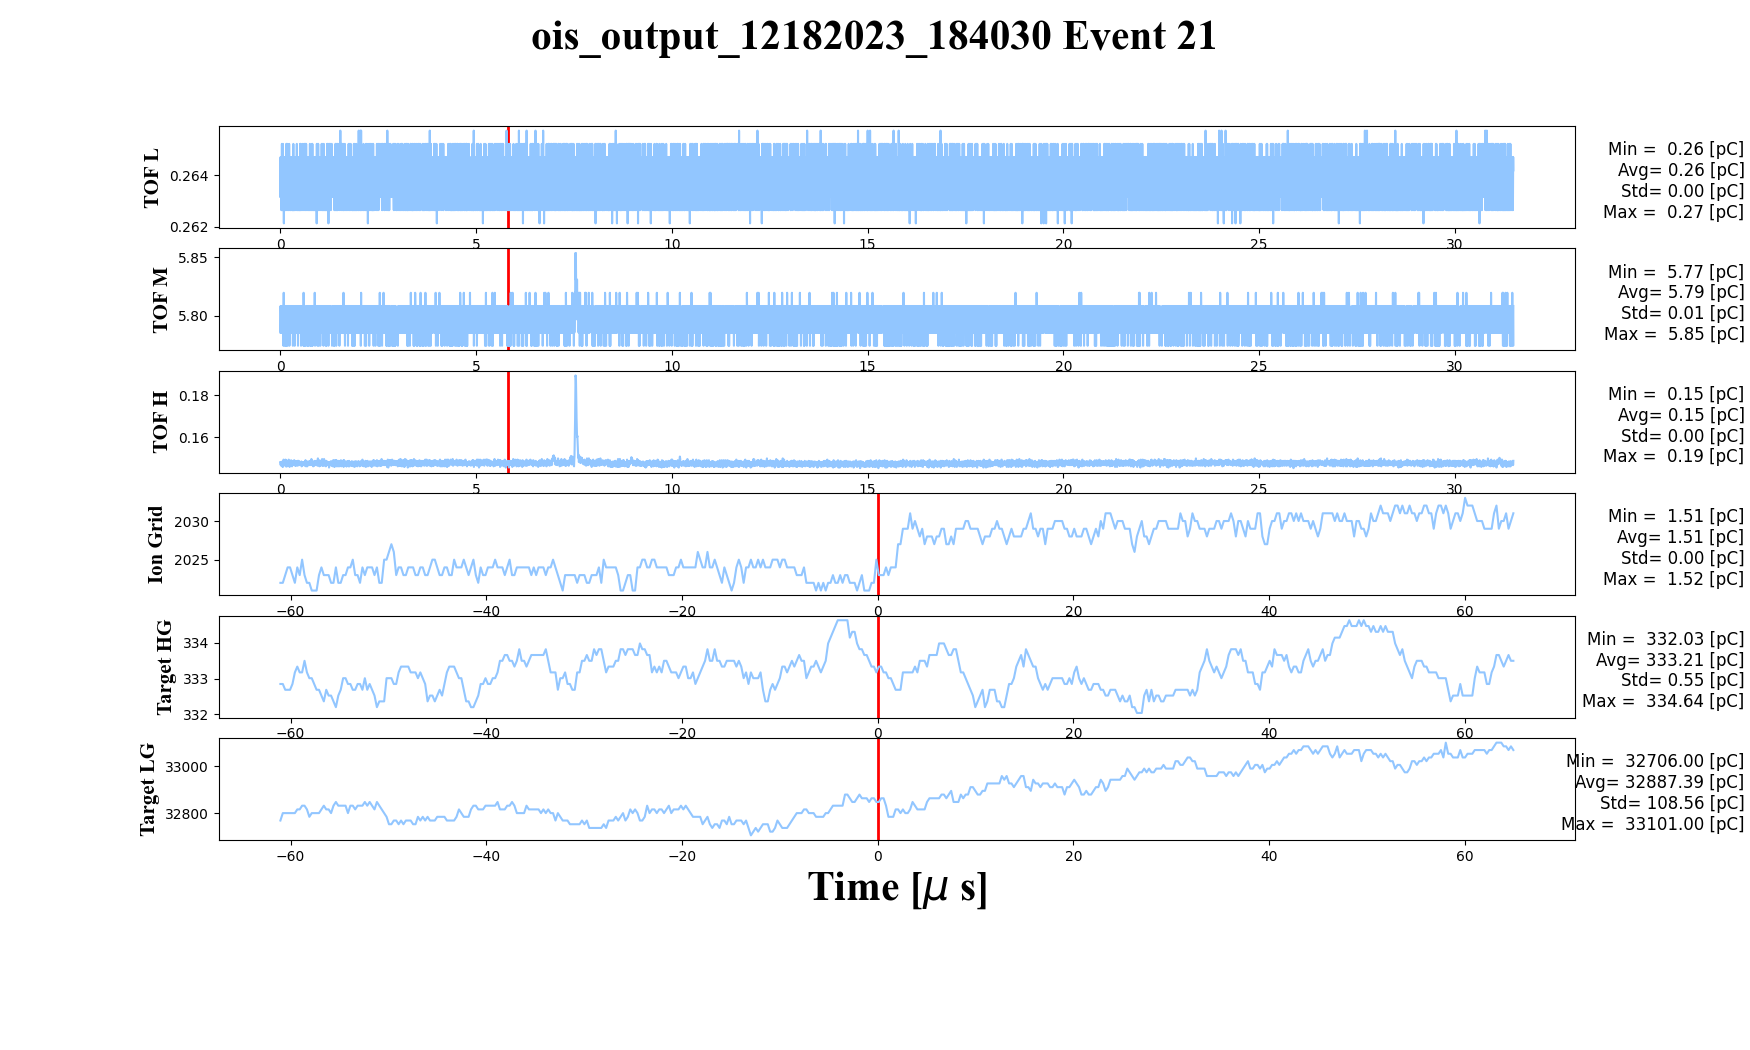 ois_output_12182023_184030 Event 21
TOF L
0.264
0.262
0 5 10 15 20 25 30
Min = 0.26 [pC]
Avg= 0.26 [pC]
Std= 0.00 [pC]
Max = 0.27 [pC]
TOF M
5.85
5.80
0 5 10 15 20 25 30
Min = 5.77 [pC]
Avg= 5.79 [pC]
Std= 0.01 [pC]
Max = 5.85 [pC]
TOF H
0.18
0.16
0 5 10 15 20 25 30
Min = 0.15 [pC]
Avg= 0.15 [pC]
Std= 0.00 [pC]
Max = 0.19 [pC]
Ion Grid
2030
2025
−60 −40 −20 0 20 40 60
Min = 1.51 [pC]
Avg= 1.51 [pC]
Std= 0.00 [pC]
Max = 1.52 [pC]
Target HG
334
333
332
−60 −40 −20 0 20 40 60
Min = 332.03 [pC]
Avg= 333.21 [pC]
Std= 0.55 [pC]
Max = 334.64 [pC]
Target LG
33000
32800
−60 −40 −20 0 20 40 60
Min = 32706.00 [pC]
Avg= 32887.39 [pC]
Std= 108.56 [pC]
Max = 33101.00 [pC]
Time [μ s]